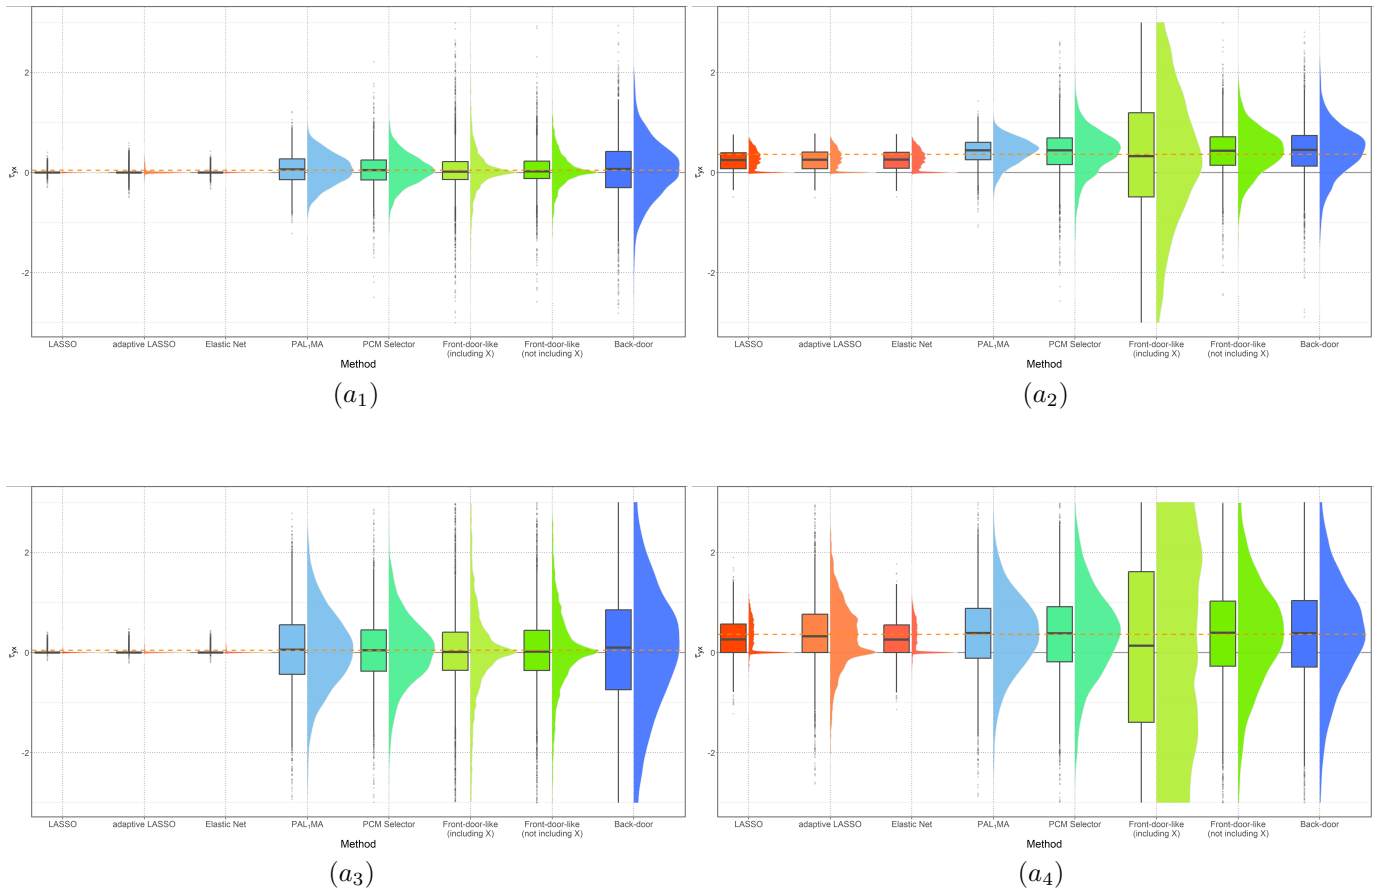 2
0
-2
τyx
LASSO adaptive LASSO Elastic Net PAL₁MA PCM Selector Front-door-like Front-door-like Back-door
(including X) (not including X)
Method
(a₁)
2
0
-2
τyx
LASSO adaptive LASSO Elastic Net PAL₁MA PCM Selector Front-door-like Front-door-like Back-door
(including X) (not including X)
Method
(a₂)
2
0
-2
τyx
LASSO adaptive LASSO Elastic Net PAL₁MA PCM Selector Front-door-like Front-door-like Back-door
(including X) (not including X)
Method
(a₃)
2
0
-2
τyx
LASSO adaptive LASSO Elastic Net PAL₁MA PCM Selector Front-door-like Front-door-like Back-door
(including X) (not including X)
Method
(a₄)